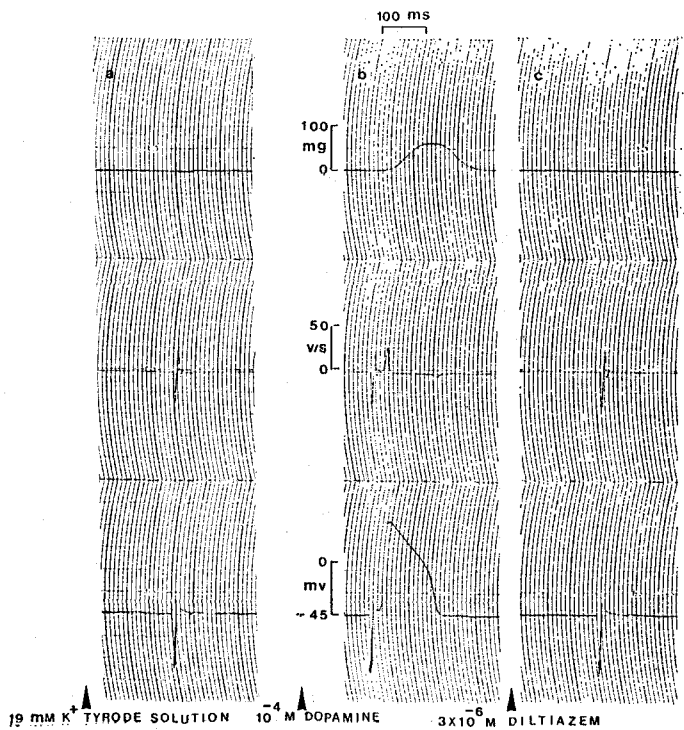 100 ms
a
b
c
100
mg
0
50
v/s
0
0
mv
-45
19 mM K+ TYRODE SOLUTION
10-4 M DOPAMINE
3X10-6 M DILTIAZEM